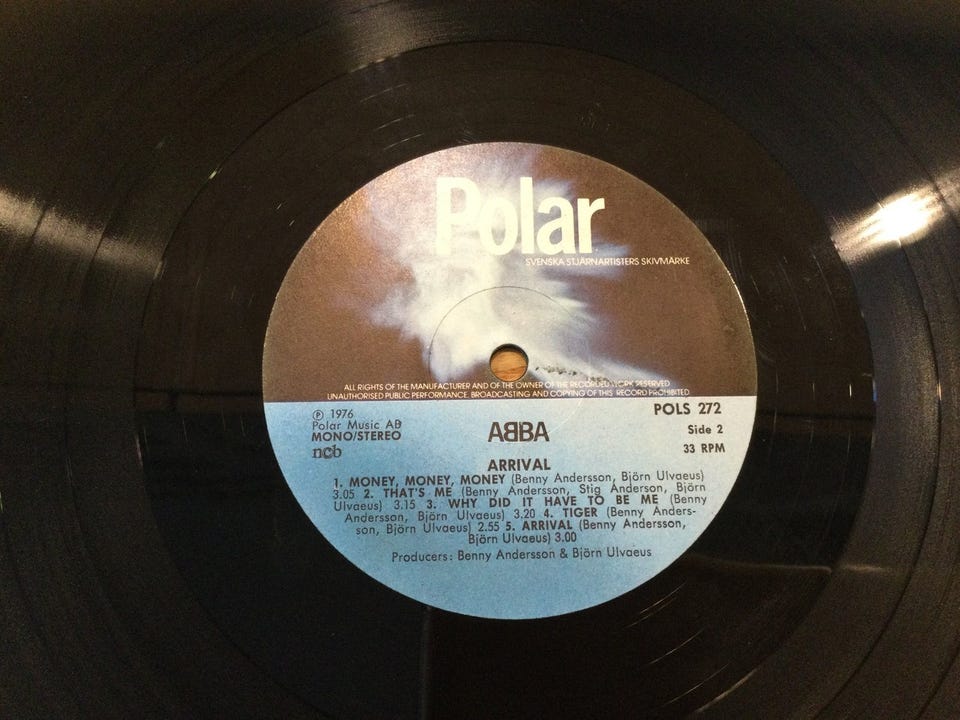 Polar
SVENSKA STJÄRNARTISTERS SKIVMÄRKE
ALL RIGHTS OF THE MANUFACTURER AND OF THE OWNER OF THE RECORDED WORK RESERVED
UNAUTHORISED PUBLIC PERFORMANCE, BROADCASTING AND COPYING OF THIS RECORD PROHIBITED
Ⓟ 1976
Polar Music AB
MONO/STEREO
ncb
POLS 272
Side 2
33 RPM
ABBA
ARRIVAL
1. MONEY, MONEY, MONEY (Benny Andersson, Björn Ulvaeus)
3.05 2. THAT'S ME (Benny Andersson, Stig Anderson, Björn
Ulvaeus) 3.15 3. WHY DID IT HAVE TO BE ME (Benny
Andersson, Björn Ulvaeus) 3.20 4. TIGER (Benny Anders-
son, Björn Ulvaeus) 2.55 5. ARRIVAL (Benny Andersson,
Björn Ulvaeus) 3.00
Producers: Benny Andersson & Björn Ulvaeus